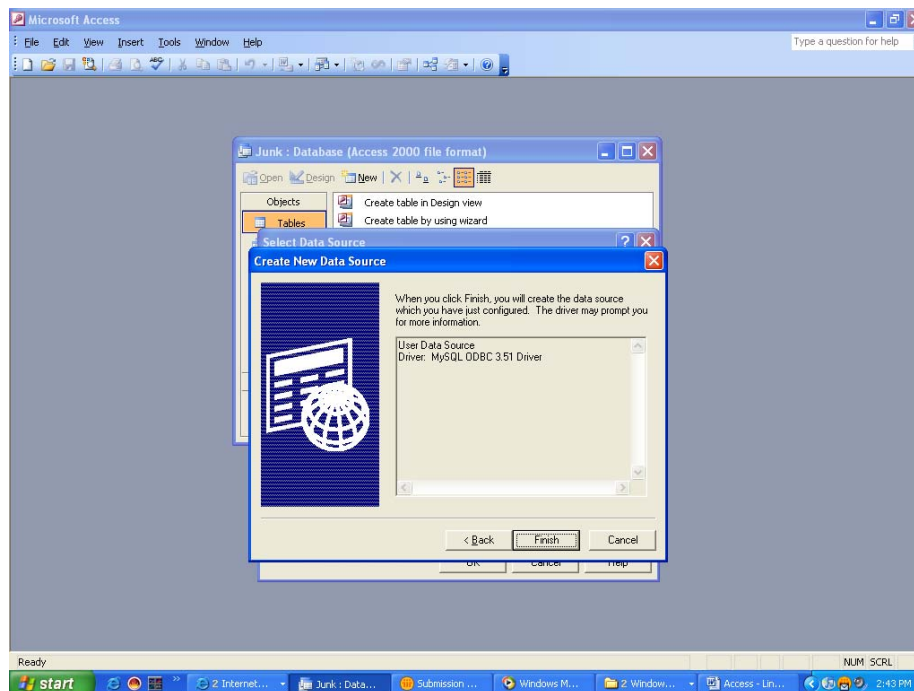 Microsoft Access
File Edit View Insert Tools Window Help
Type a question for help
Junk : Database (Access 2000 file format)
Open Design New
Objects
Create table in Design view
Tables
Create table by using wizard
Select Data Source
Create New Data Source
When you click Finish, you will create the data source
which you have just configured. The driver may prompt you
for more information.
User Data Source
Driver: MySQL ODBC 3.51 Driver
< Back Finish Cancel
OK Cancel Help
Ready
NUM SCRL
start
2 Internet...
Junk : Data...
Submission ...
Windows M...
2 Window...
Access - Lin...
2:43 PM